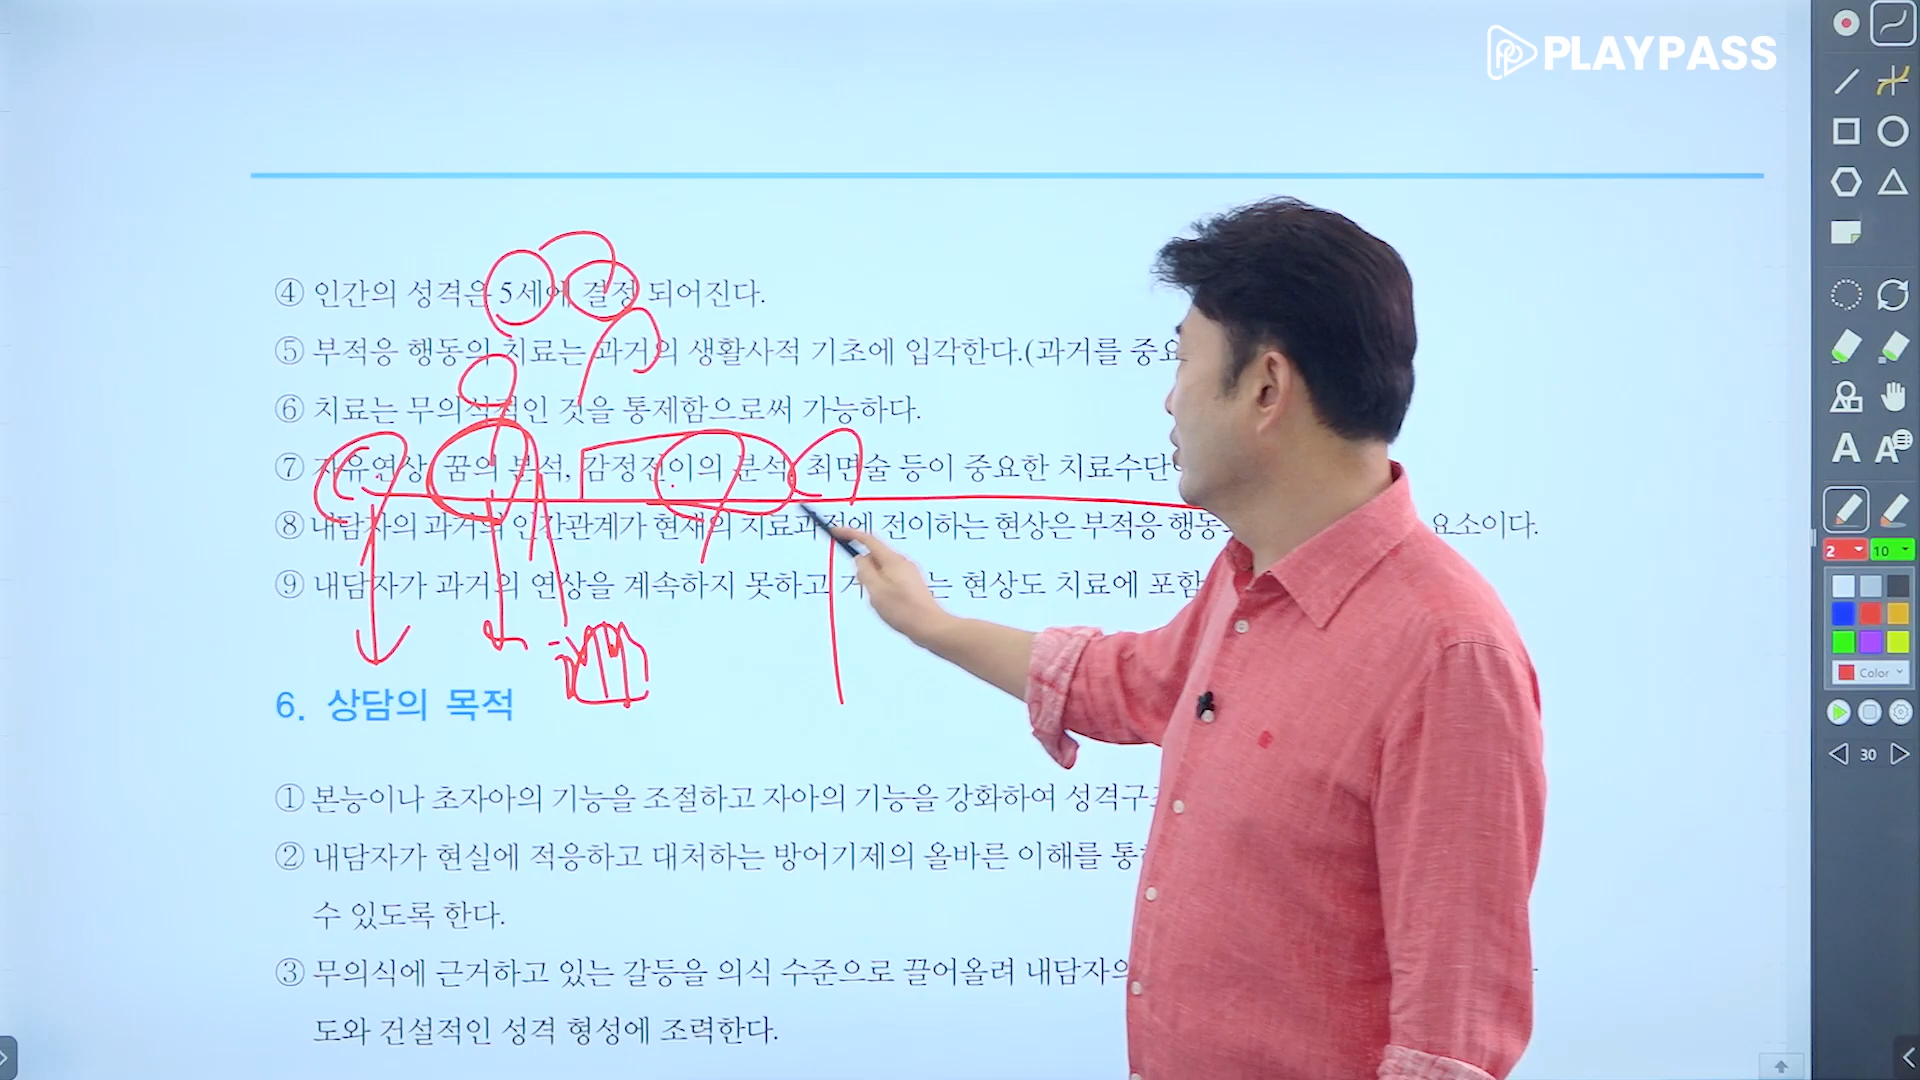 PLAYPASS
④ 인간의 성격은 5세에 결정 되어진다.
⑤ 부적응 행동의 치료는 과거의 생활사적 기초에 입각한다.(과거를 중요
⑥ 치료는 무의식적인 것을 통제함으로써 가능하다.
⑦ 자유연상, 꿈의 분석, 감정전이의 분석, 최면술 등이 중요한 치료수단
⑧ 내담자의 과거의 인간관계가 현재의 치료과정에 전이하는 현상은 부적응 행동 요소이다.
⑨ 내담자가 과거의 연상을 계속하지 못하고 거 는 현상도 치료에 포함
6. 상담의 목적
① 본능이나 초자아의 기능을 조절하고 자아의 기능을 강화하여 성격구조
② 내담자가 현실에 적응하고 대처하는 방어기제의 올바른 이해를 통
수 있도록 한다.
③ 무의식에 근거하고 있는 갈등을 의식 수준으로 끌어올려 내담자의
도와 건설적인 성격 형성에 조력한다.
A A
2 10
Color
30